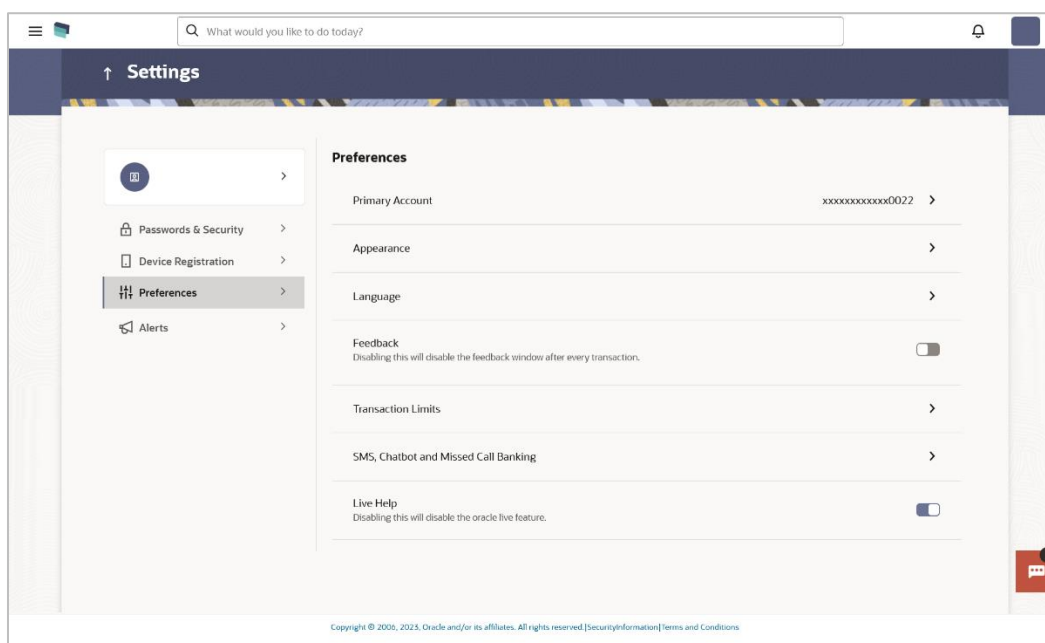 What would you like to do today?
Settings
Preferences
Primary Account xxxxxxxxxxxx0022
Passwords & Security
Appearance
Device Registration
Preferences
Language
Alerts
Feedback
Disabling this will disable the feedback window after every transaction.
Transaction Limits
SMS, Chatbot and Missed Call Banking
Live Help
Disabling this will disable the oracle live feature.
Copyright © 2006, 2023, Oracle and/or its affiliates. All rights reserved.|SecurityInformation|Terms and Conditions